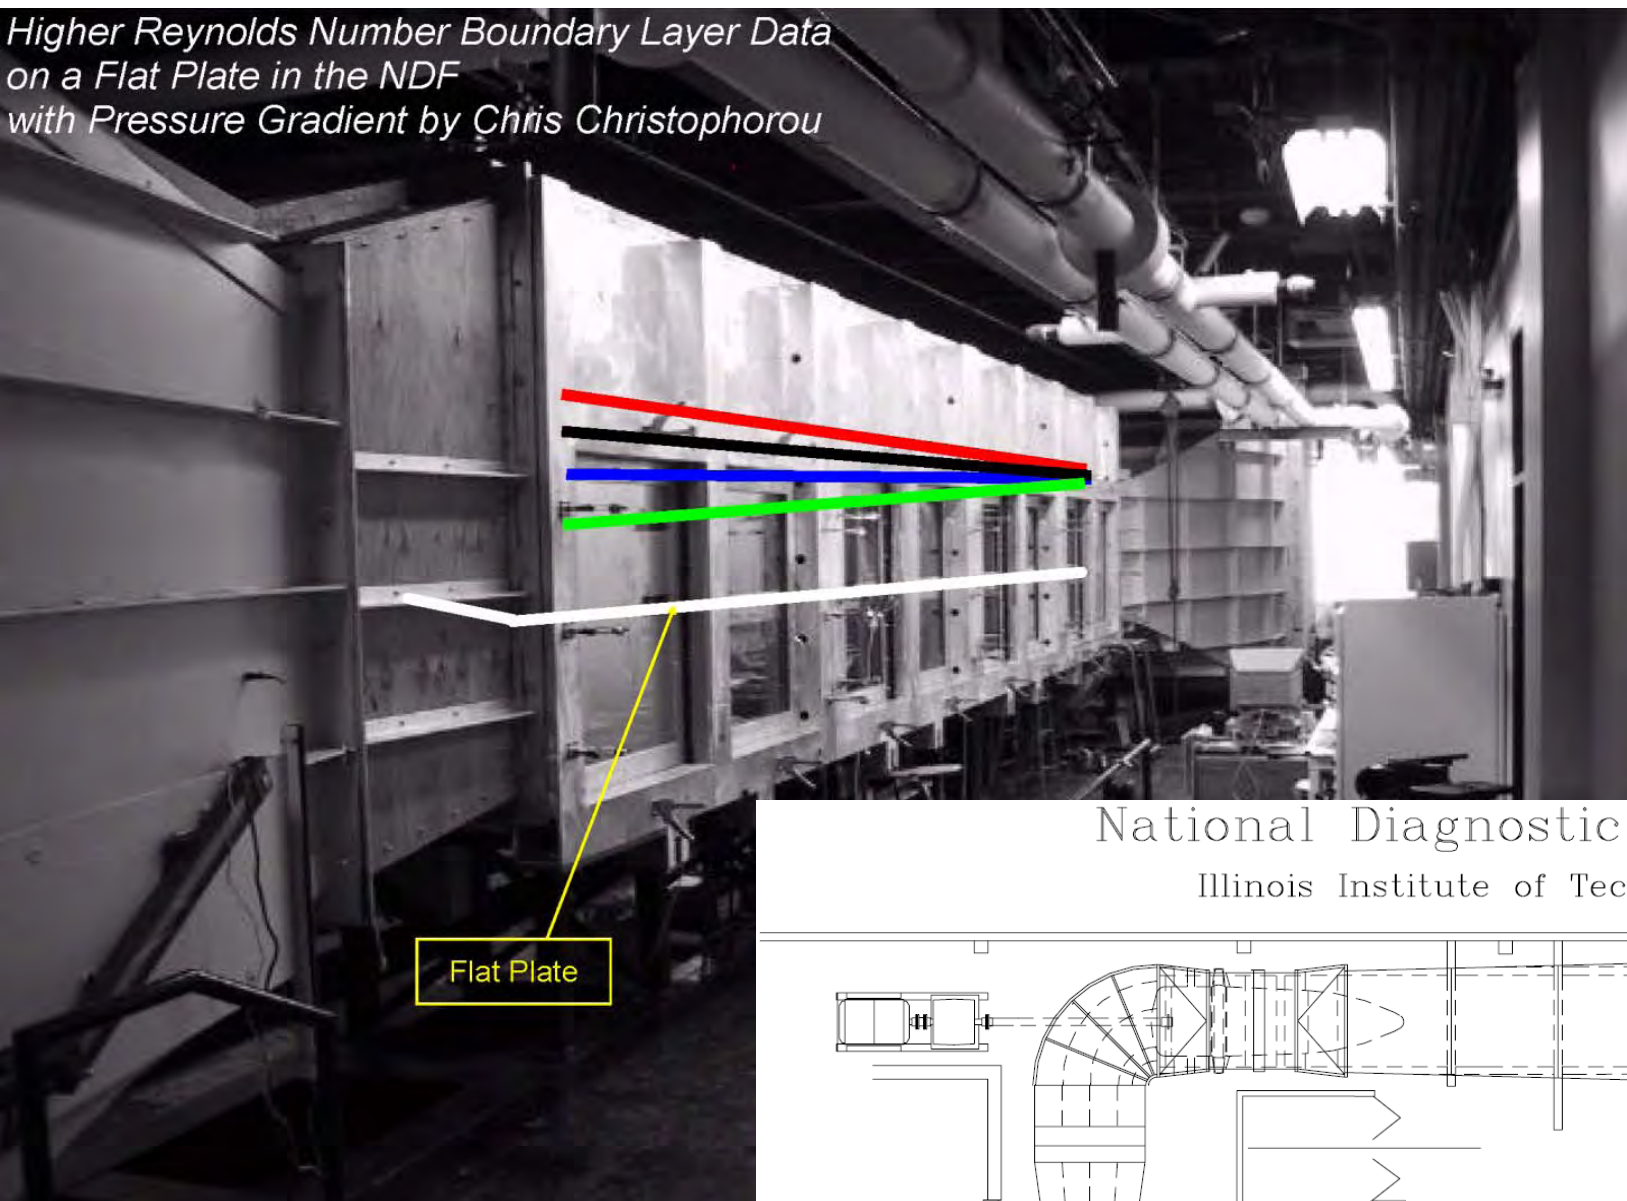 Higher Reynolds Number Boundary Layer Data
on a Flat Plate in the NDF
with Pressure Gradient by Chris Christophorou
Flat Plate
National Diagnostic
Illinois Institute of Tec